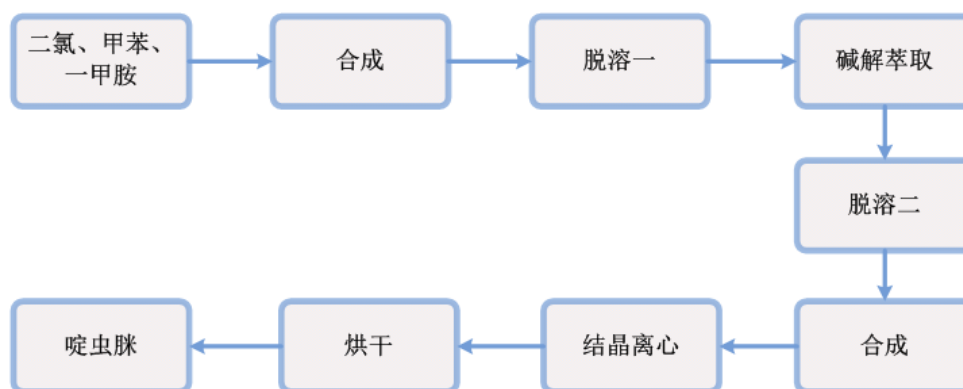 二氯、甲苯、
一甲胺
合成
脱溶一
碱解萃取
脱溶二
合成
结晶离心
烘干
啶虫脒